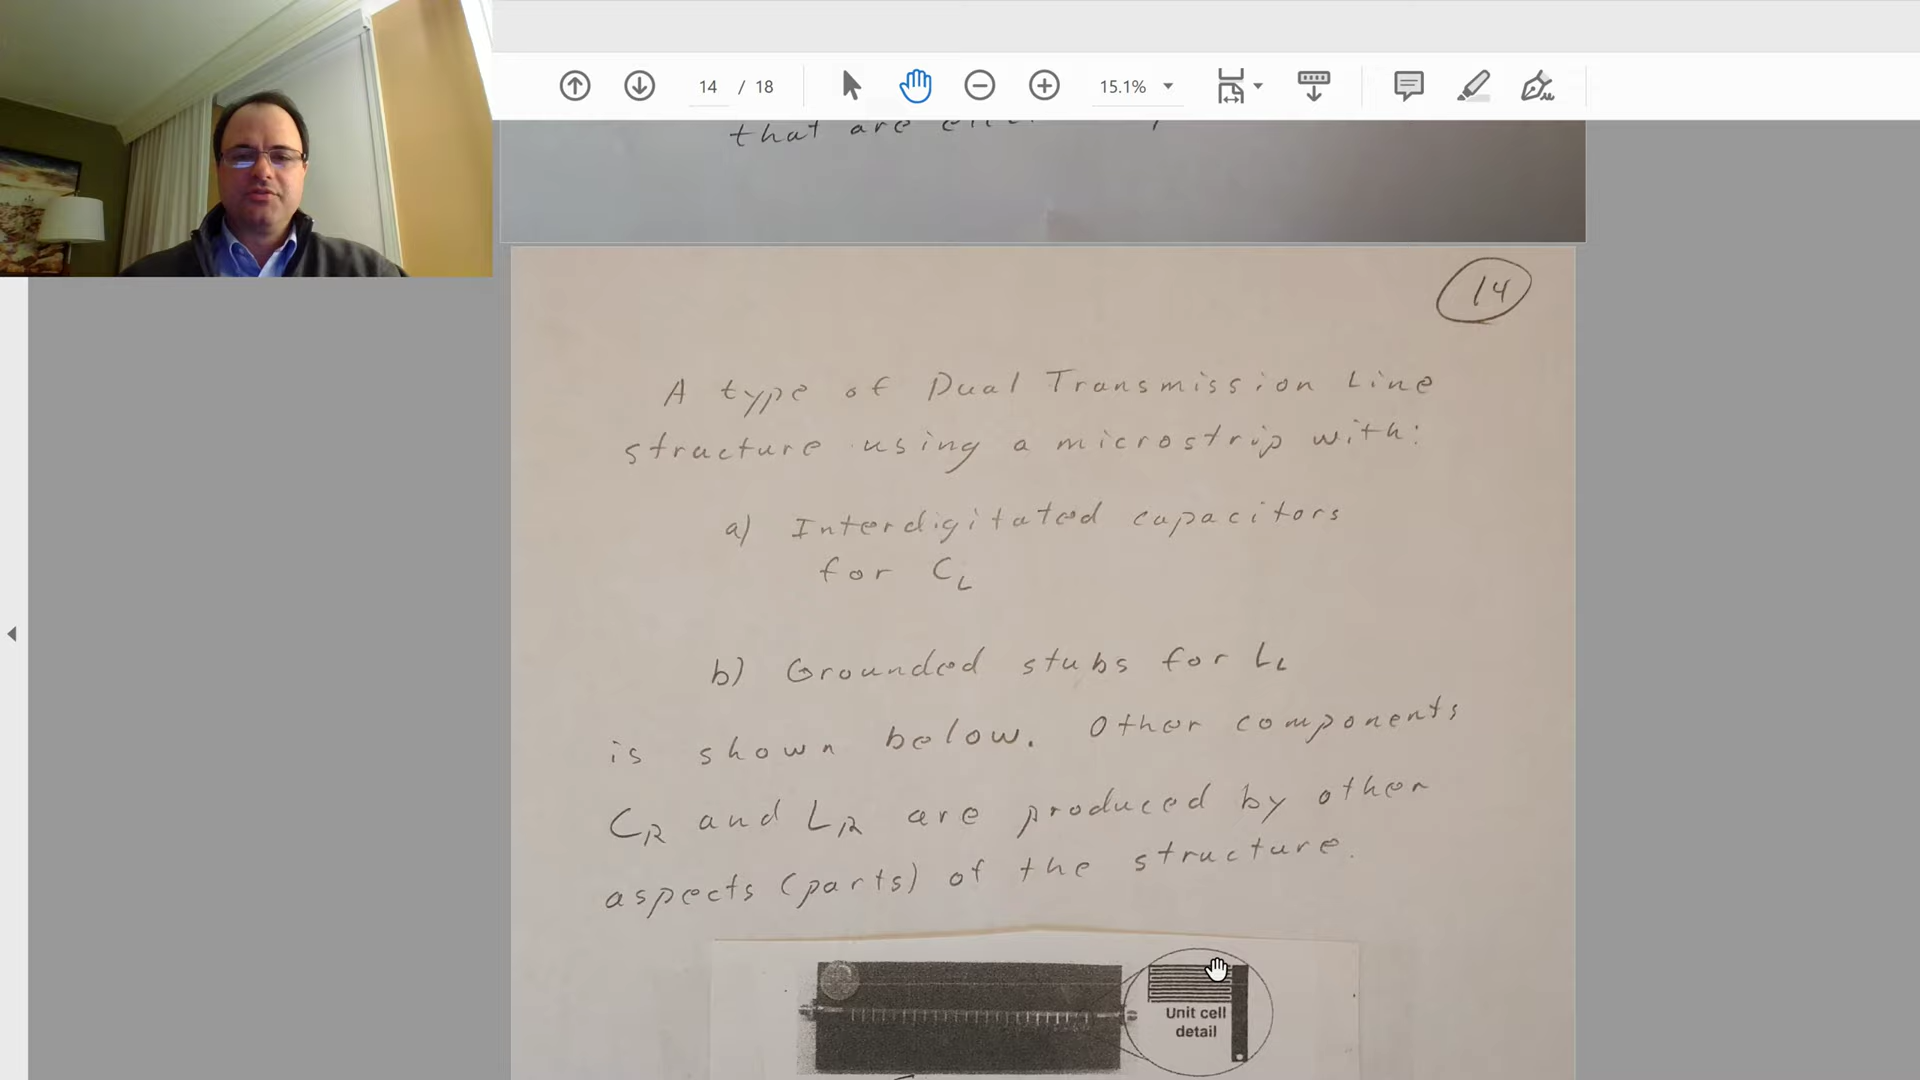 14 / 18
15.1%
that are
14
A type of Dual Transmission Line
structure using a microstrip with:
a) Interdigitated capacitors
for CL
b) Grounded stubs for LL
is shown below. Other components
CR and LR are produced by other
aspects (parts) of the structure.
Unit cell
detail